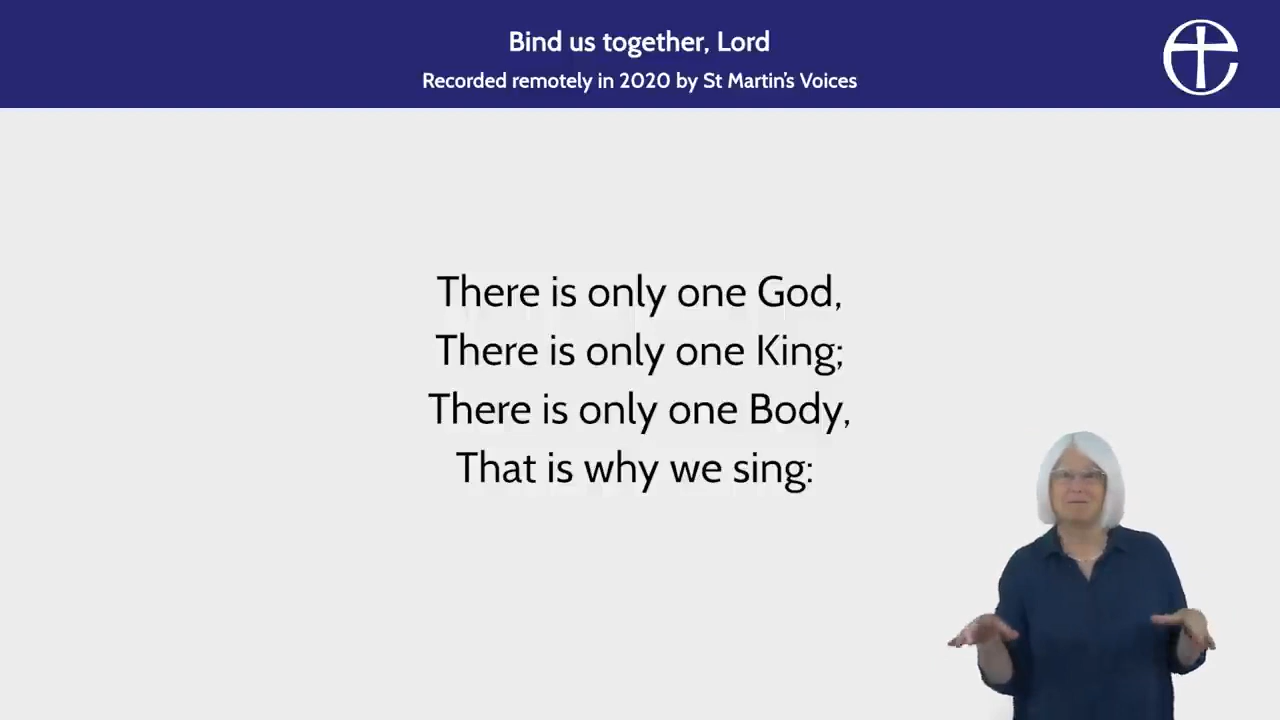 Bind us together, Lord
Recorded remotely in 2020 by St Martin's Voices
There is only one God,
There is only one King;
There is only one Body,
That is why we sing: